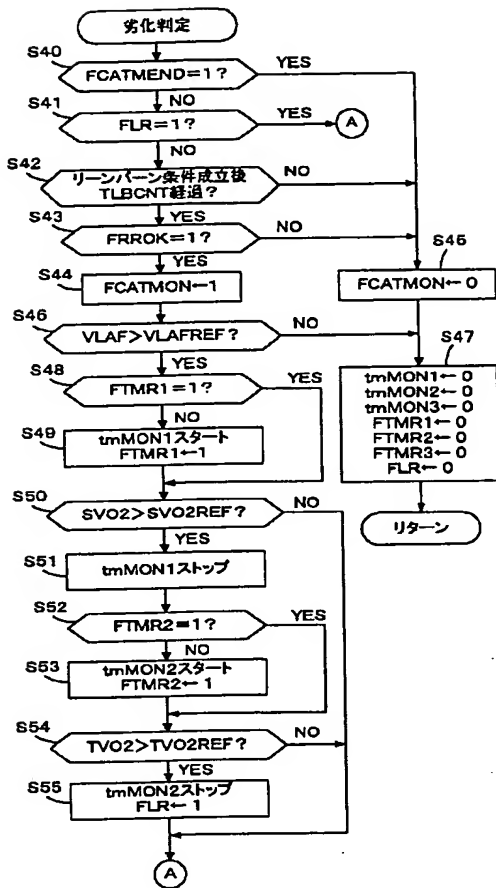 劣化判定
S40
FCATMEND=1?
YES
NO
S41
FLR=1?
YES
A
NO
S42
リーンバーン条件成立後
TLBCNT経過?
NO
YES
S43
FRROK=1?
NO
YES
S44
FCATMON←1
S45
FCATMON←0
S46
VLAF>VLAFREF?
NO
YES
S47
tmMON1←0
tmMON2←0
tmMON3←0
FTMR1←0
FTMR2←0
FTMR3←0
FLR←0
リターン
S48
FTMR1=1?
YES
NO
S49
tmMON1スタート
FTMR1←1
S50
SVO2>SVO2REF?
NO
YES
S51
tmMON1ストップ
S52
FTMR2=1?
YES
NO
S53
tmMON2スタート
FTMR2←1
S54
TVO2>TVO2REF?
NO
YES
S55
tmMON2ストップ
FLR←1
A